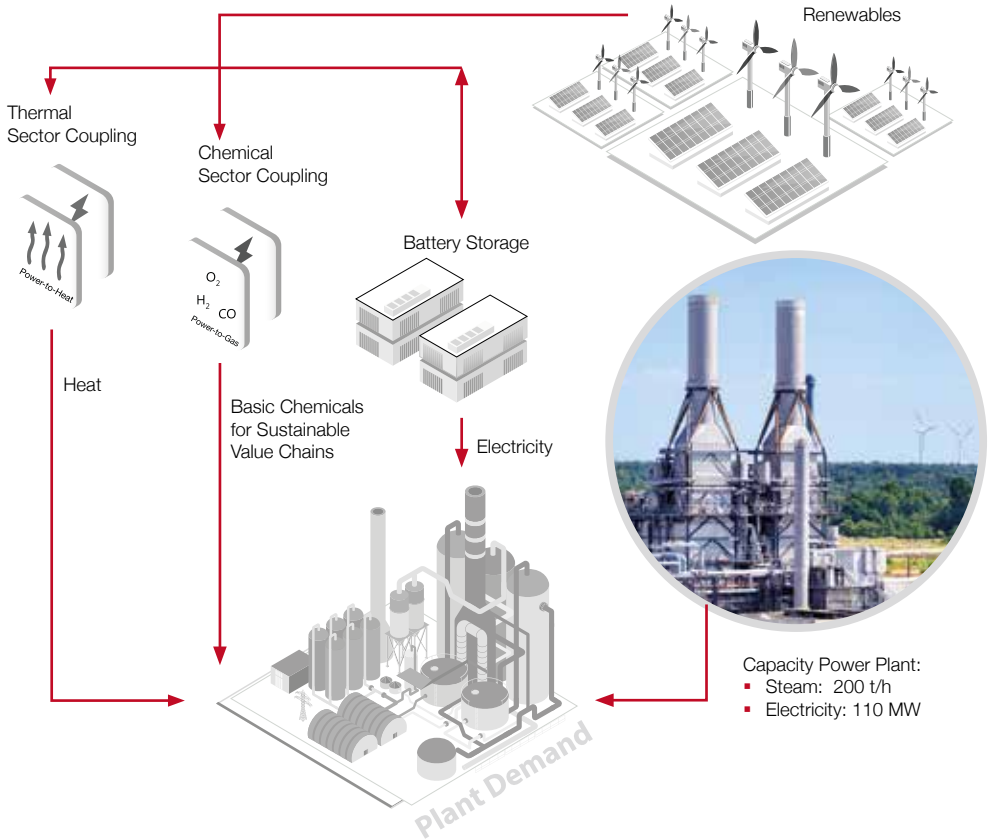 Renewables
Thermal
Sector Coupling
Chemical
Sector Coupling
Battery Storage
Power-to-Heat
O₂
H₂
CO
Power-to-Gas
Heat
Basic Chemicals
for Sustainable
Value Chains
Electricity
Capacity Power Plant:
▪ Steam: 200 t/h
▪ Electricity: 110 MW
Plant Demand